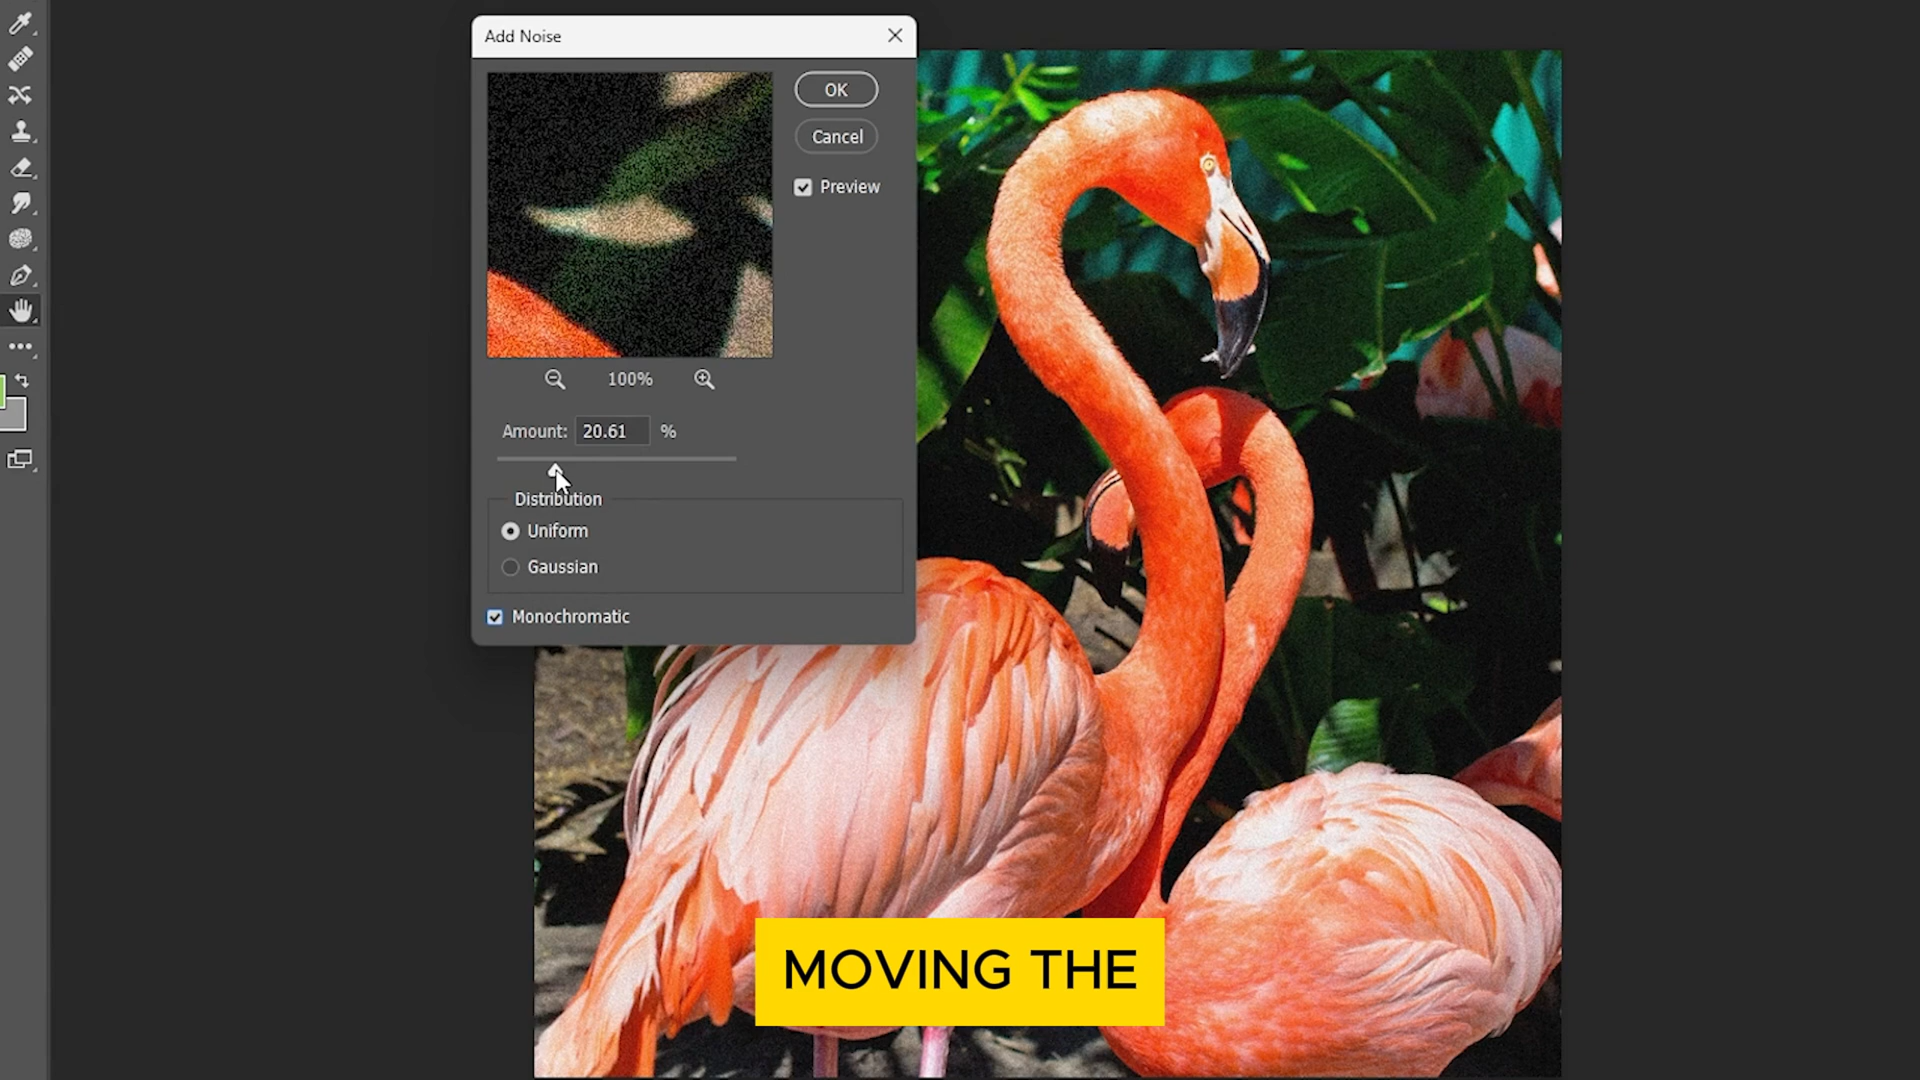 Add Noise
OK
Cancel
Preview
100%
Amount: 20.61 %
Distribution
Uniform
Gaussian
Monochromatic
MOVING THE